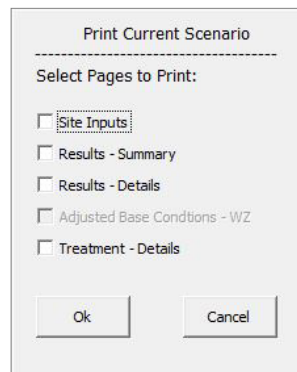 Print Current Scenario
------------------------------------
Select Pages to Print:
Site Inputs
Results - Summary
Results - Details
Adjusted Base Condtions - WZ
Treatment - Details
Ok Cancel